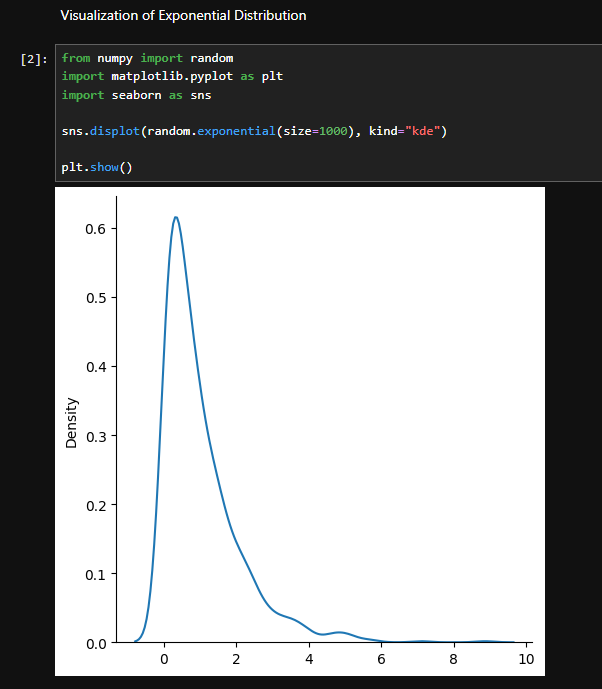 Visualization of Exponential Distribution
[2]:
from numpy import random
import matplotlib.pyplot as plt
import seaborn as sns
sns.displot(random.exponential(size=1000), kind="kde")
plt.show()
0.6
0.5
0.4
0.3
0.2
0.1
0.0
Density
0 2 4 6 8 10